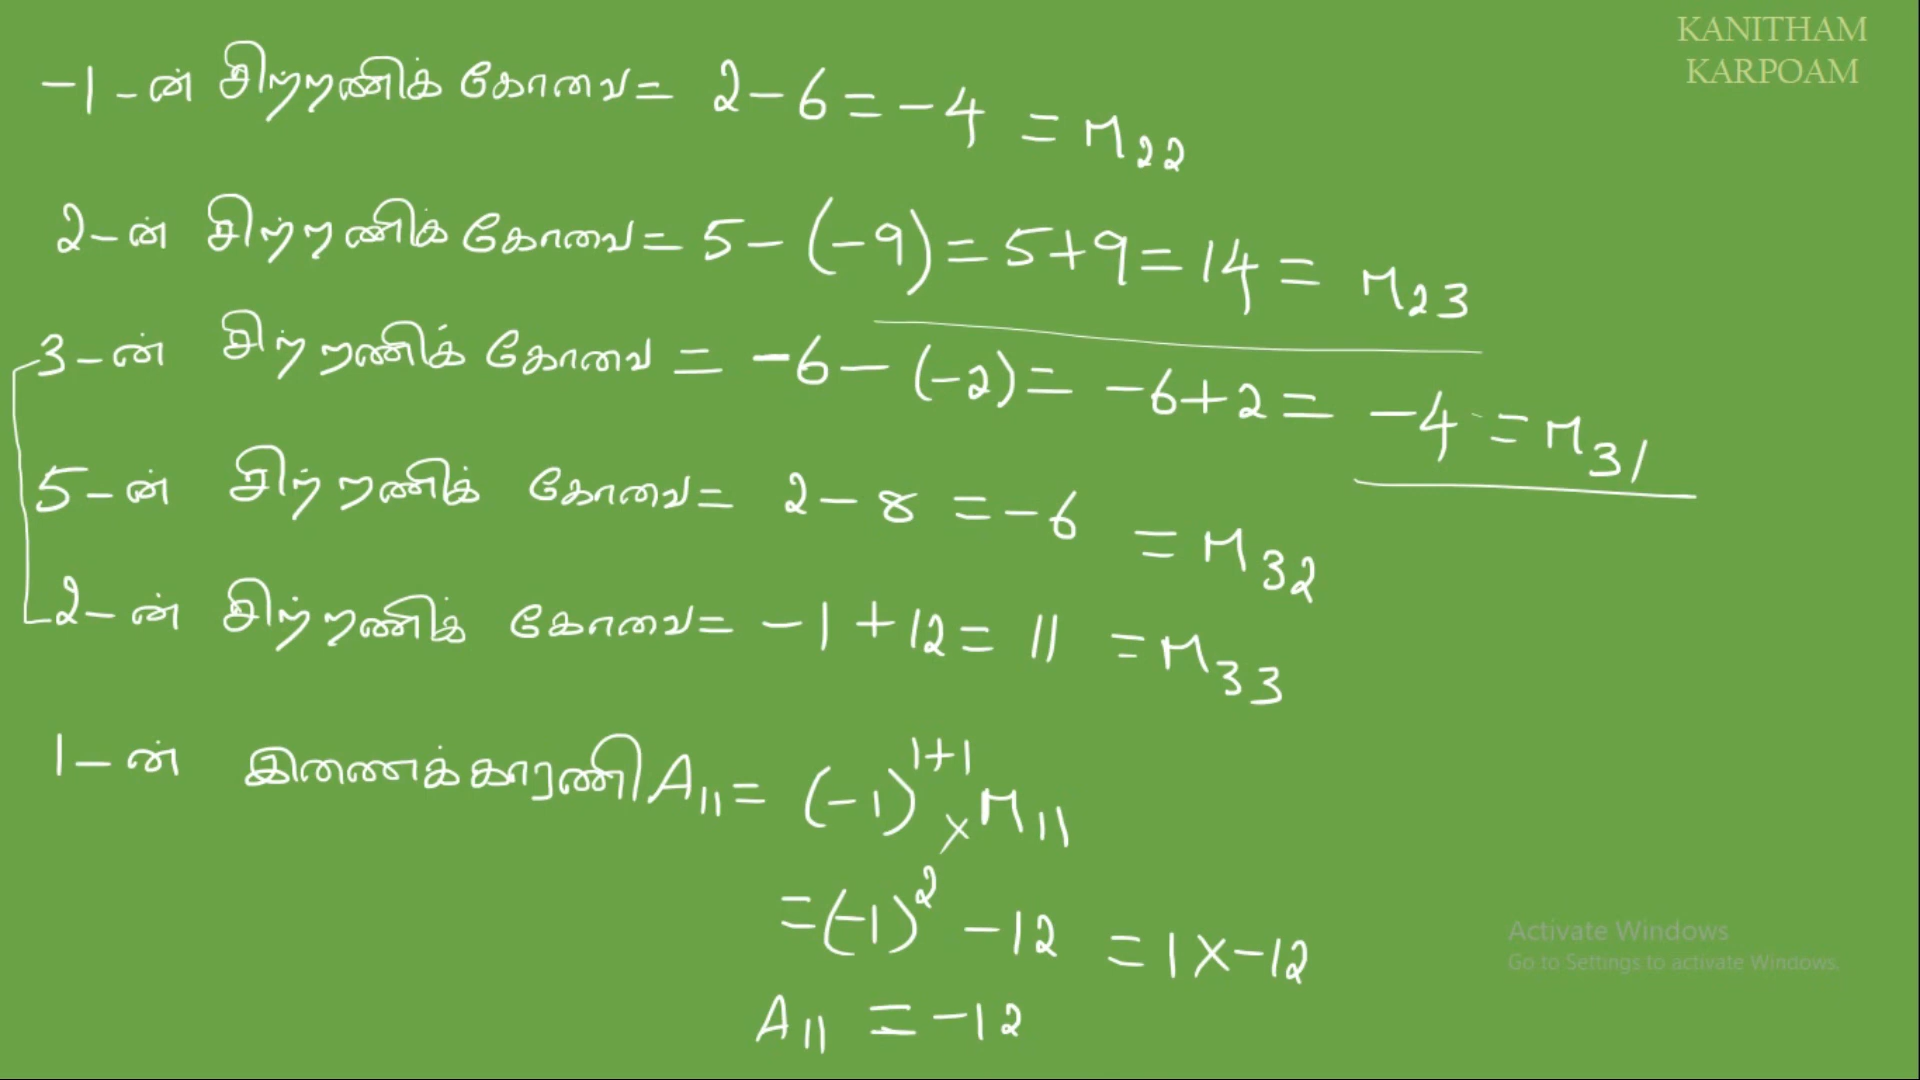 KANITHAM
KARPOAM
-1-ன் சிற்றணிக் கோவை = 2-6 = -4 = M₂₂
2-ன் சிற்றணிக் கோவை = 5-(-9) = 5+9 = 14 = M₂₃
3-ன் சிற்றணிக் கோவை = -6-(-2) = -6+2 = -4 = M₃₁
5-ன் சிற்றணிக் கோவை = 2-8 = -6 = M₃₂
2-ன் சிற்றணிக் கோவை = -1+12 = 11 = M₃₃
1-ன் இணைக்காரணி A₁₁ = (-1)¹⁺¹ × M₁₁
= (-1)² -12 = 1×-12
A₁₁ = -12
Activate Windows
Go to Settings to activate Windows.